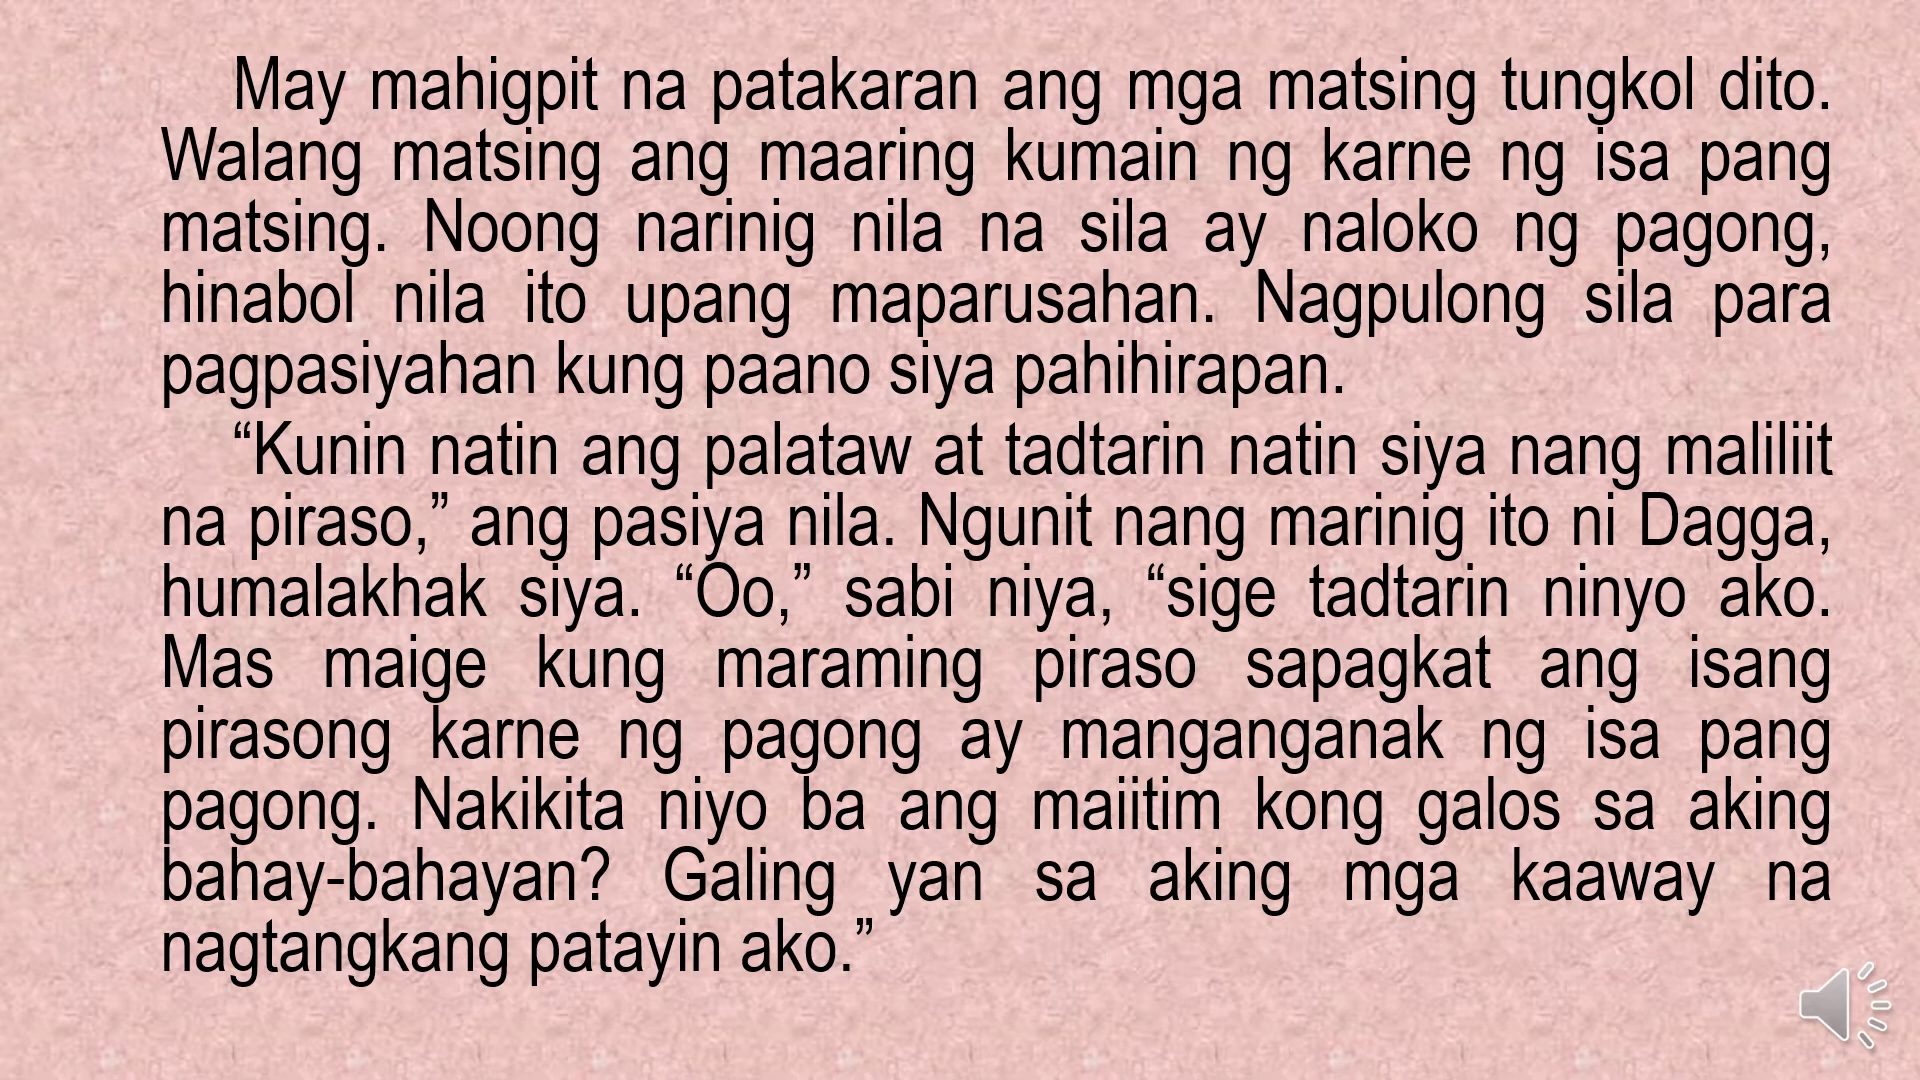 May mahigpit na patakaran ang mga matsing tungkol dito.
Walang matsing ang maaring kumain ng karne ng isa pang
matsing. Noong narinig nila na sila ay naloko ng pagong,
hinabol nila ito upang maparusahan. Nagpulong sila para
pagpasiyahan kung paano siya pahihirapan.
“Kunin natin ang palataw at tadtarin natin siya nang maliliit
na piraso,” ang pasiya nila. Ngunit nang marinig ito ni Dagga,
humalakhak siya. “Oo,” sabi niya, “sige tadtarin ninyo ako.
Mas maige kung maraming piraso sapagkat ang isang
pirasong karne ng pagong ay manganganak ng isa pang
pagong. Nakikita niyo ba ang maiitim kong galos sa aking
bahay-bahayan? Galing yan sa aking mga kaaway na
nagtangkang patayin ako.”